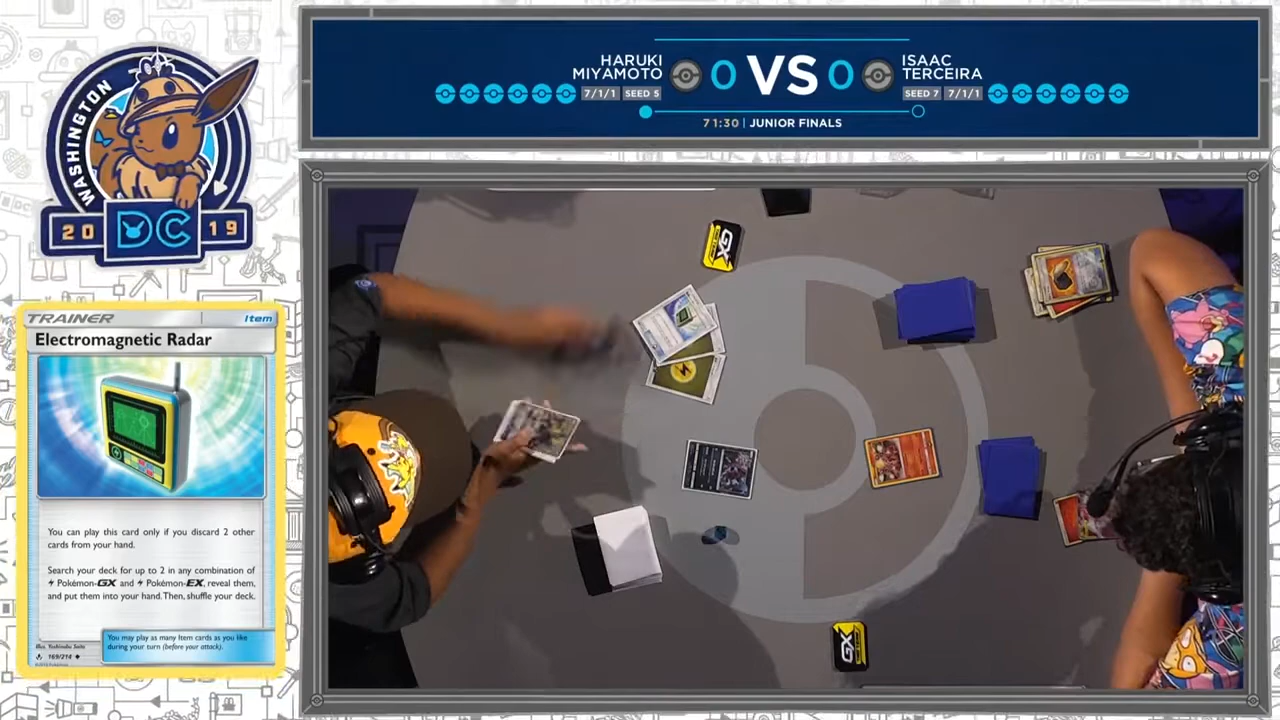 WASHINGTON
2019
DC
HARUKI
MIYAMOTO
7/1/1 SEED 5
0 VS 0
ISAAC
TERCEIRA
SEED 7 7/1/1
71:30 | JUNIOR FINALS
TRAINER Item
Electromagnetic Radar
You can play this card only if you discard 2 other
cards from your hand.
Search your deck for up to 2 in any combination of
Pokémon-GX and Pokémon-EX, reveal them,
and put them into your hand. Then, shuffle your deck.
You may play as many Item cards as you like
during your turn (before your attack).
169/214
GX
GX